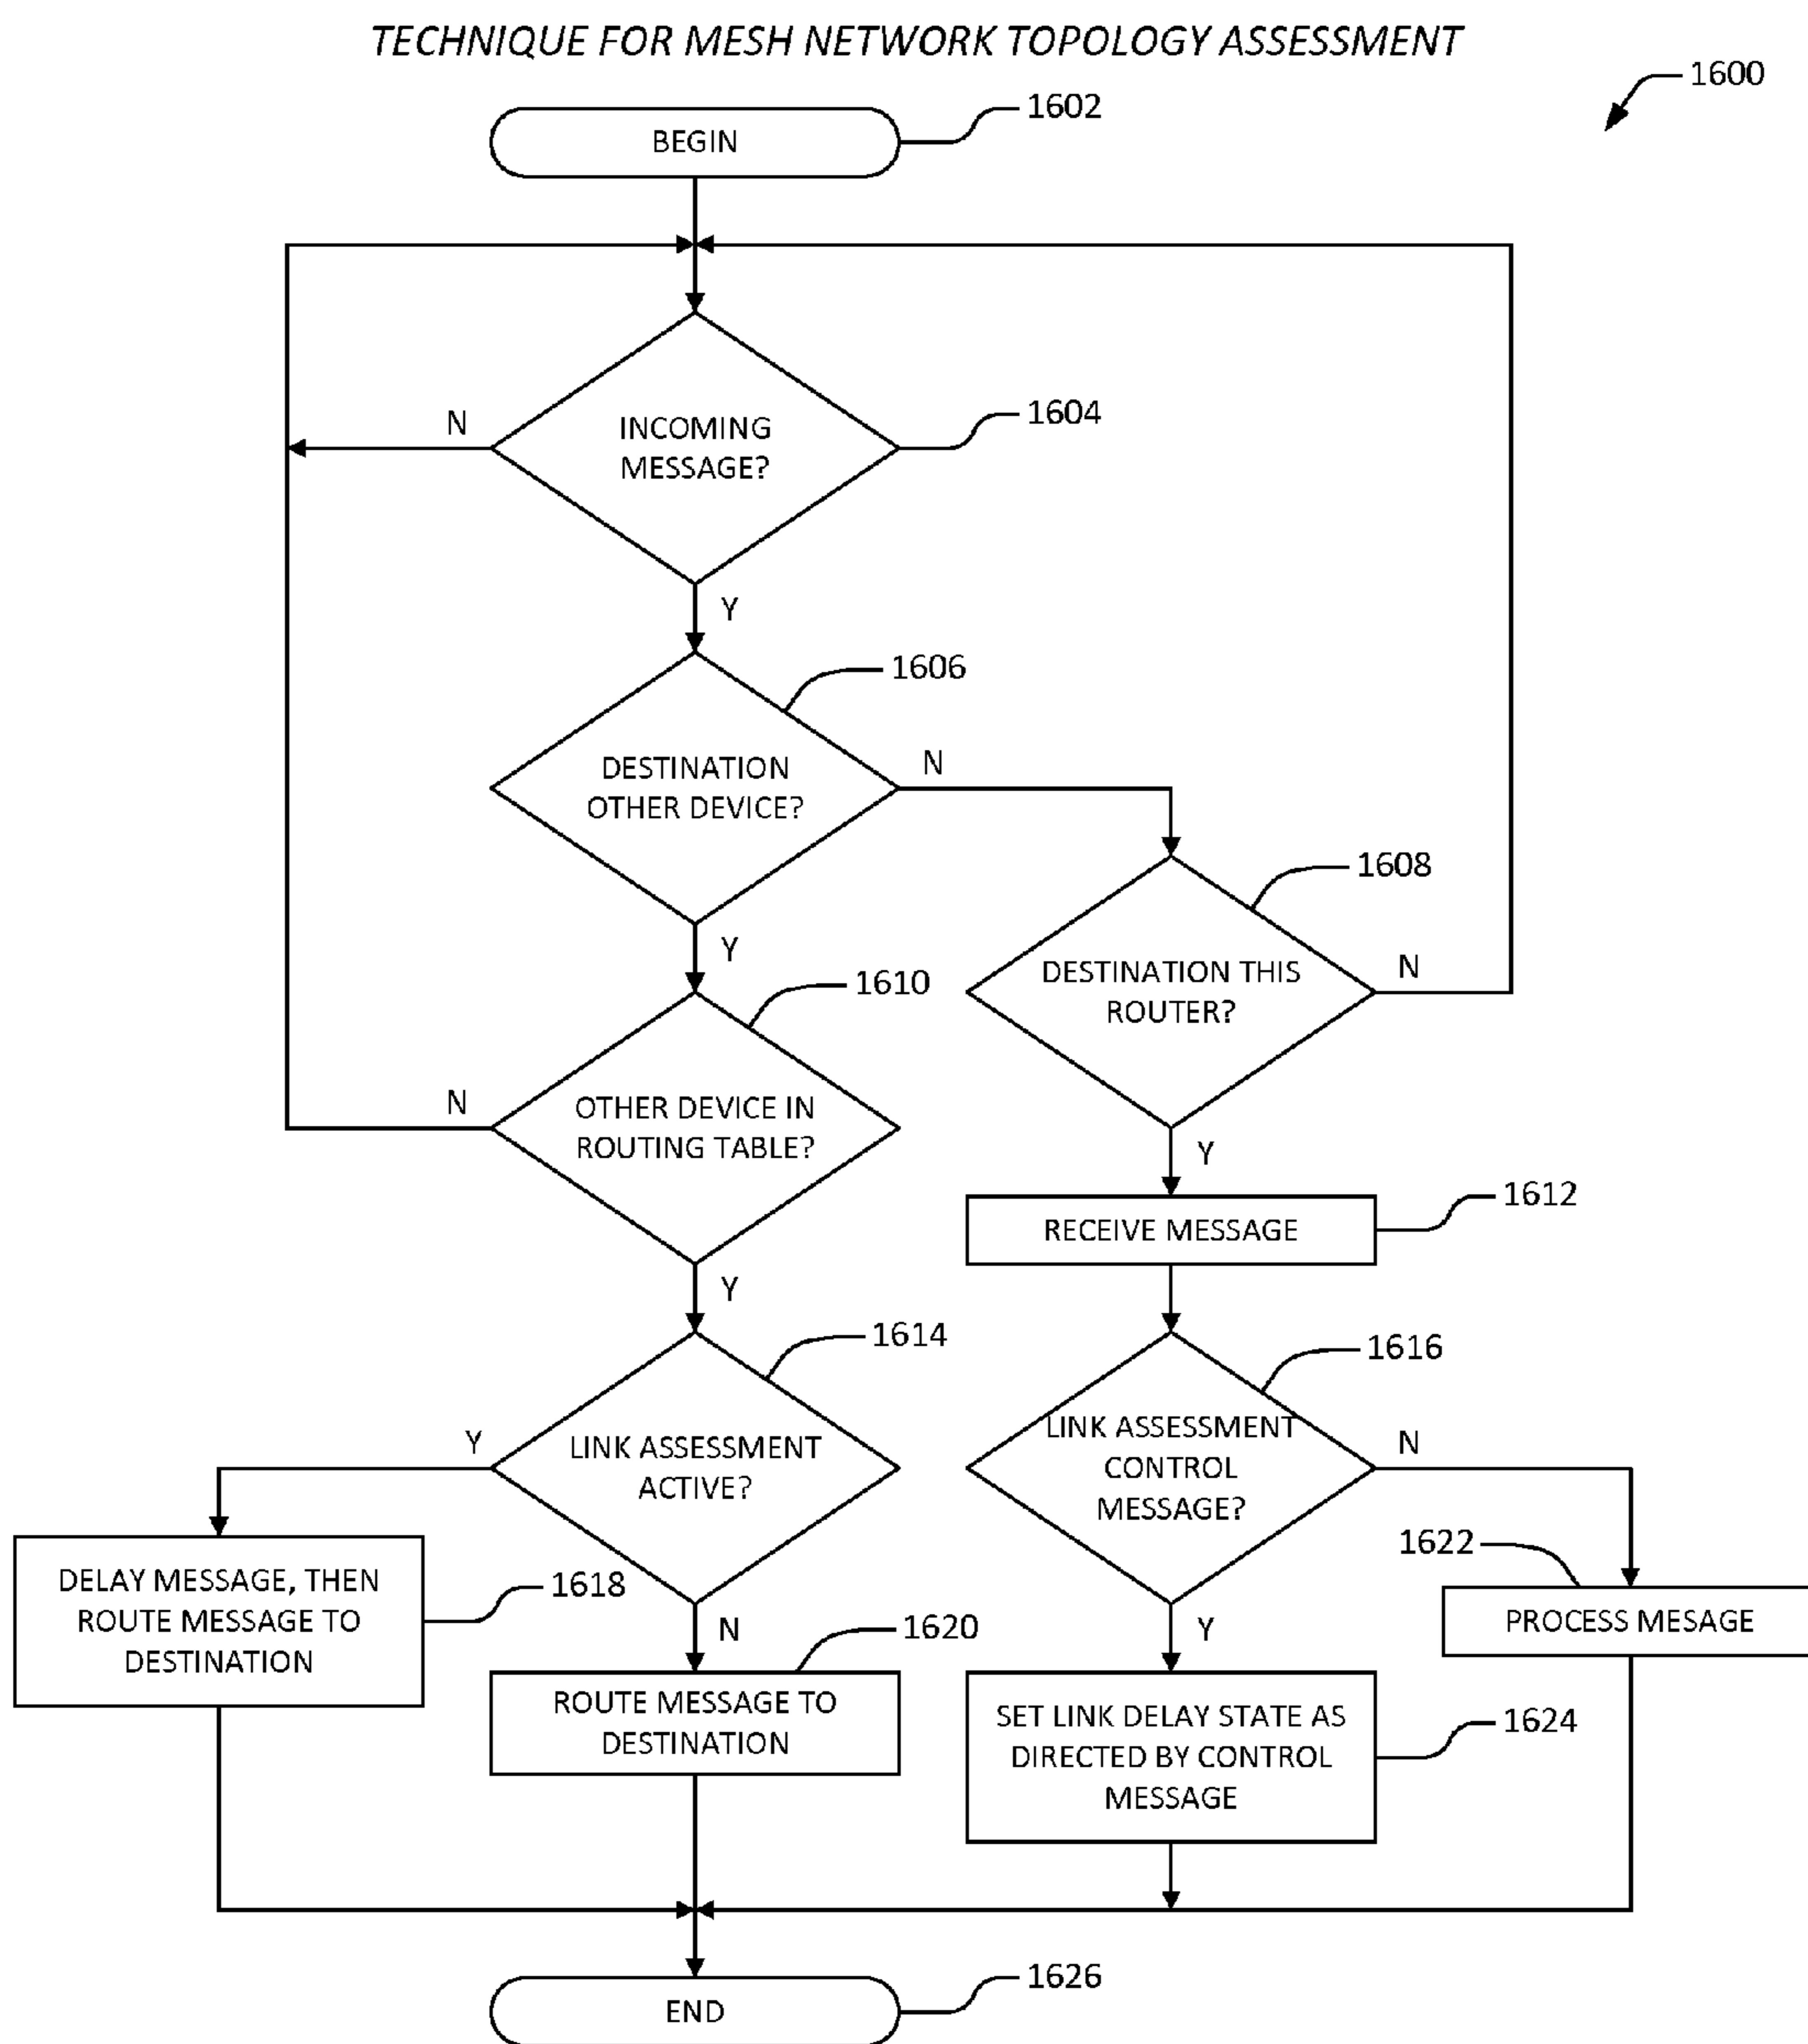 TECHNIQUE FOR MESH NETWORK TOPOLOGY ASSESSMENT
1600
1602
BEGIN
1604
N
INCOMING
MESSAGE?
Y
1606
DESTINATION
OTHER DEVICE?
N
1608
Y
DESTINATION THIS
ROUTER?
N
1610
N
OTHER DEVICE IN
ROUTING TABLE?
Y
1612
RECEIVE MESSAGE
Y
1614
1616
Y
LINK ASSESSMENT
ACTIVE?
LINK ASSESSMENT
CONTROL
MESSAGE?
N
1622
DELAY MESSAGE, THEN
ROUTE MESSAGE TO
DESTINATION
1618
N
1620
Y
PROCESS MESAGE
ROUTE MESSAGE TO
DESTINATION
SET LINK DELAY STATE AS
DIRECTED BY CONTROL
MESSAGE
1624
1626
END